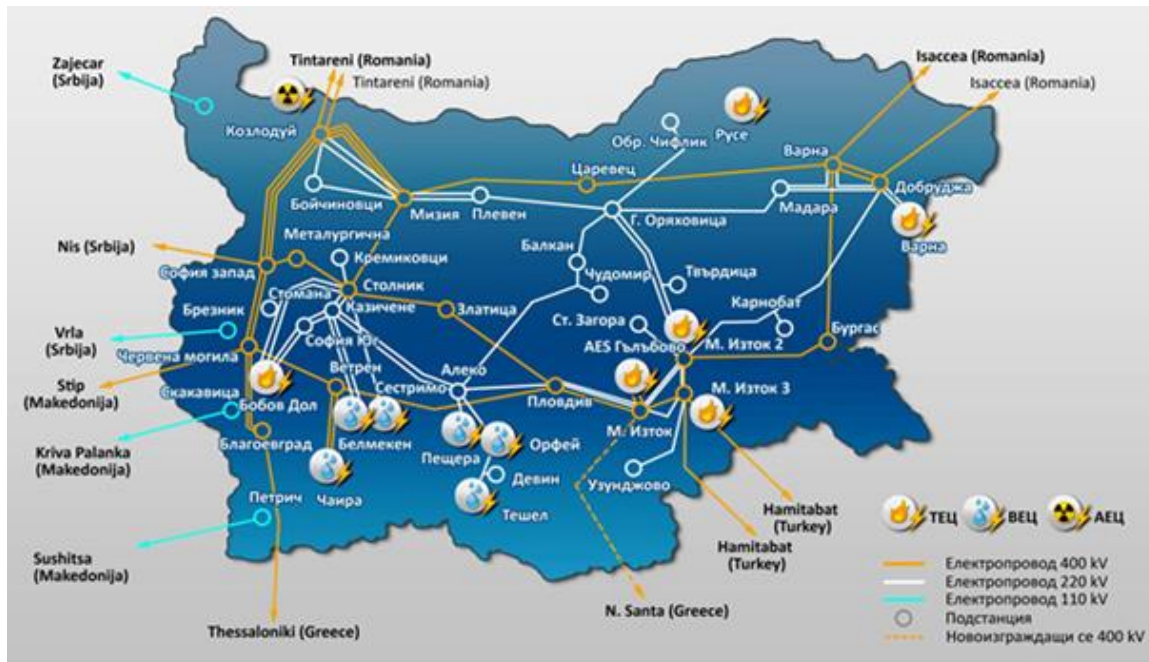 Zajecar
(Srbija)
Tintareni (Romania)
Tintareni (Romania)
Isaccea (Romania)
Isaccea (Romania)
Козлодуй
Обр. Чифлик
Русе
Варна
Царевец
Добруджа
Бойчиновци
Мизия
Плевен
Г. Оряховица
Мадара
Варна
Металургична
Nis (Srbija)
Кремиковци
Балкан
София запад
Столник
Чудомир
Твърдица
Стомана
Карнобат
Брезник
Казичене
Златица
Vrla
(Srbija)
София Юг
Ст. Загора
Бургас
Червена могила
AES Гълъбово
М. Изток 2
Ветрен
Алеко
Stip
(Makedonija)
Сестримо
Скакавица
Бобов Дол
Пловдив
М. Изток 3
Благоевград
Белмекен
М. Изток
Kriva Palanka
(Makedonija)
Пещера
Орфей
Чаира
Девин
Узунджово
Петрич
Тешел
Hamitabat
(Turkey)
Hamitabat
(Turkey)
Sushitsa
(Makedonija)
N. Santa (Greece)
Thessaloniki (Greece)
ТЕЦ
ВЕЦ
АЕЦ
Електропровод 400 kV
Електропровод 220 kV
Електропровод 110 kV
Подстанция
Новоизграждащи се 400 kV